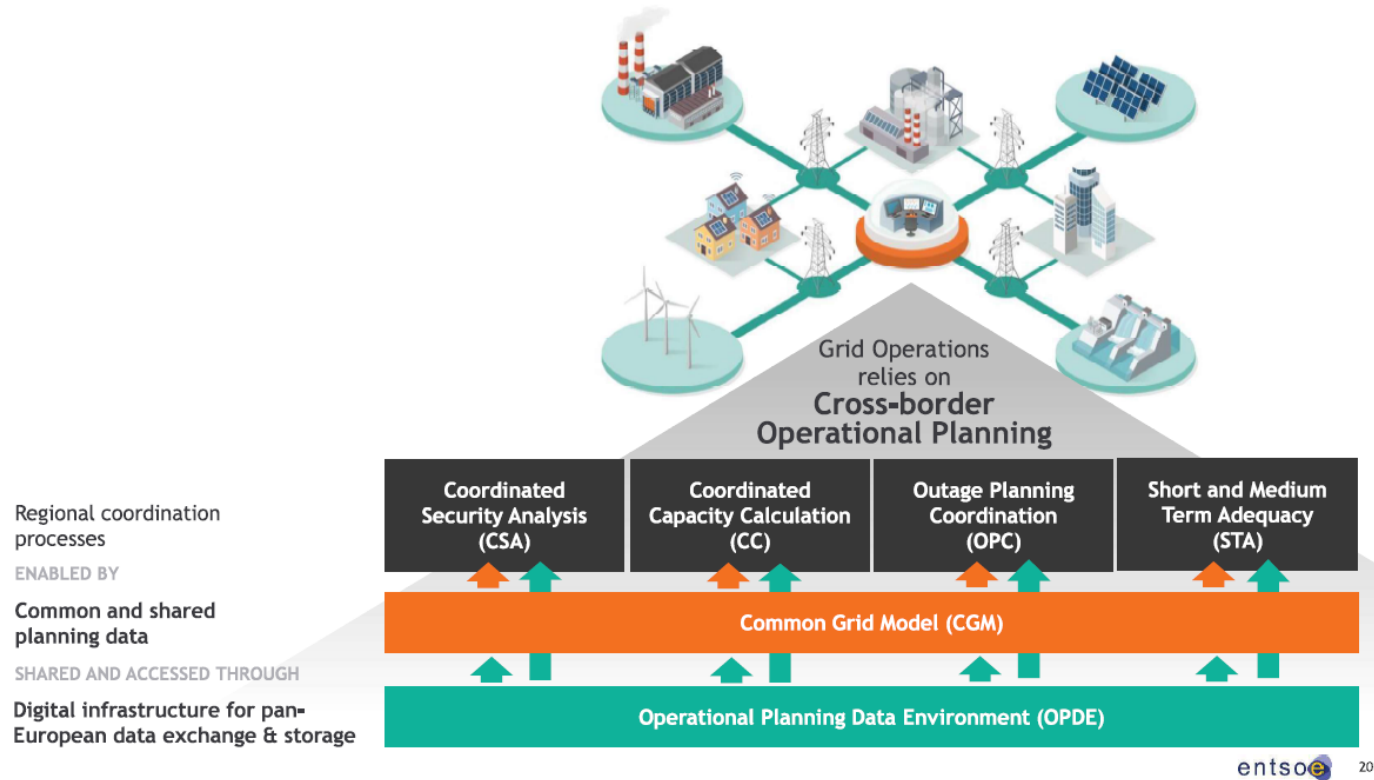 Grid Operations
relies on
Cross-border
Operational Planning
Regional coordination
processes
ENABLED BY
Common and shared
planning data
SHARED AND ACCESSED THROUGH
Digital infrastructure for pan-
European data exchange & storage
Coordinated
Security Analysis
(CSA)
Coordinated
Capacity Calculation
(CC)
Outage Planning
Coordination
(OPC)
Short and Medium
Term Adequacy
(STA)
Common Grid Model (CGM)
Operational Planning Data Environment (OPDE)
entsoe
20